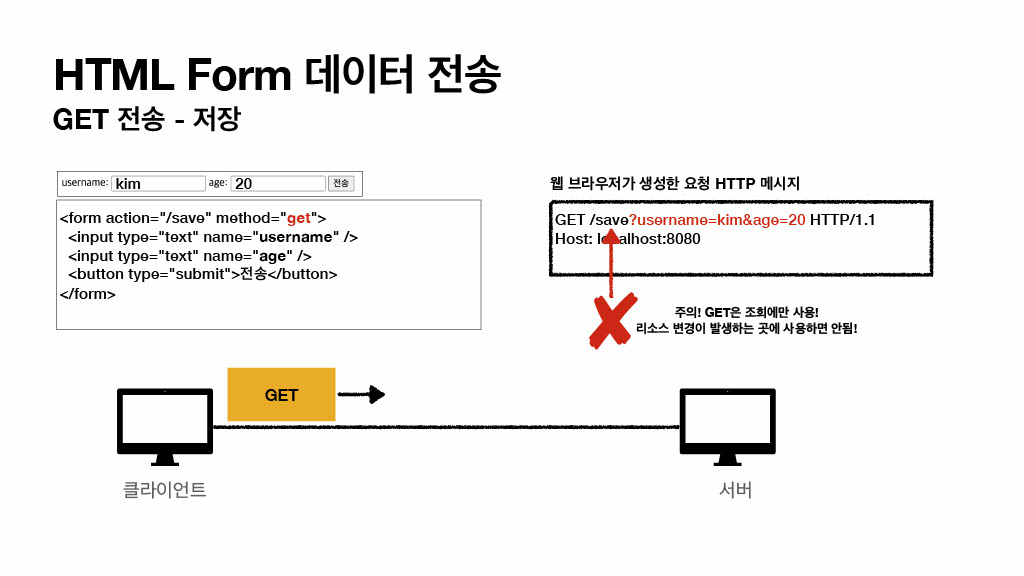 HTML Form 데이터 전송
GET 전송 - 저장
username: kim age: 20 전송
<form action="/save" method="get">
<input type="text" name="username" />
<input type="text" name="age" />
<button type="submit">전송</button>
</form>
웹 브라우저가 생성한 요청 HTTP 메시지
GET /save?username=kim&age=20 HTTP/1.1
Host: localhost:8080
주의! GET은 조회에만 사용!
리소스 변경이 발생하는 곳에 사용하면 안됨!
GET
클라이언트
서버